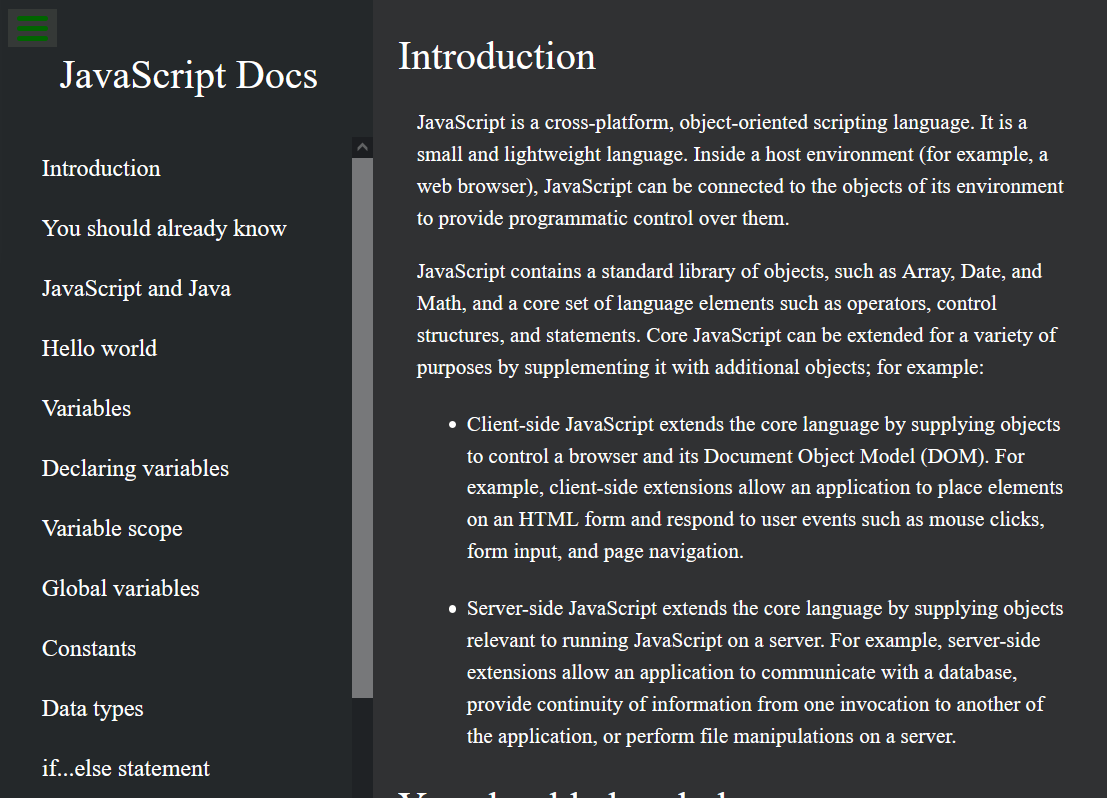 JavaScript Docs
Introduction
You should already know
JavaScript and Java
Hello world
Variables
Declaring variables
Variable scope
Global variables
Constants
Data types
if...else statement
Introduction
JavaScript is a cross-platform, object-oriented scripting language. It is a
small and lightweight language. Inside a host environment (for example, a
web browser), JavaScript can be connected to the objects of its environment
to provide programmatic control over them.
JavaScript contains a standard library of objects, such as Array, Date, and
Math, and a core set of language elements such as operators, control
structures, and statements. Core JavaScript can be extended for a variety of
purposes by supplementing it with additional objects; for example:
• Client-side JavaScript extends the core language by supplying objects
to control a browser and its Document Object Model (DOM). For
example, client-side extensions allow an application to place elements
on an HTML form and respond to user events such as mouse clicks,
form input, and page navigation.
• Server-side JavaScript extends the core language by supplying objects
relevant to running JavaScript on a server. For example, server-side
extensions allow an application to communicate with a database,
provide continuity of information from one invocation to another of
the application, or perform file manipulations on a server.